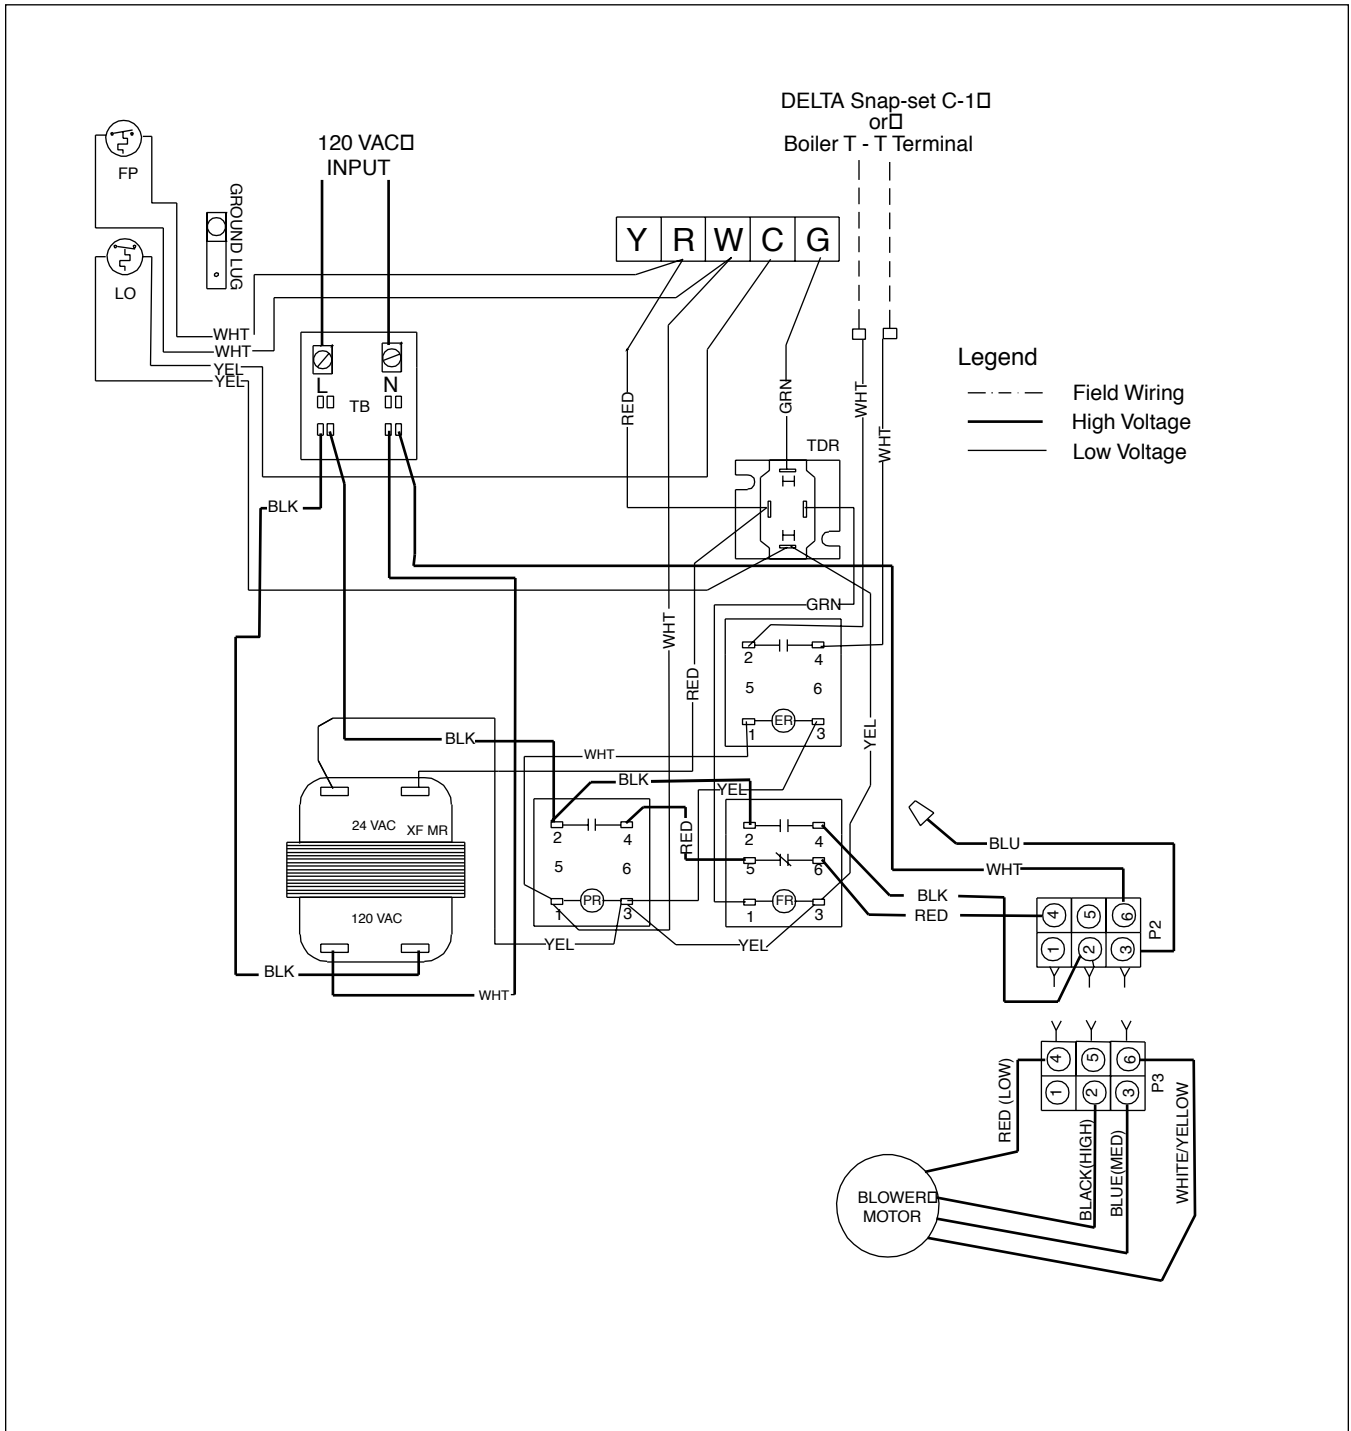 DELTA Snap-set C-1□
or□
Boiler T - T Terminal
120 VAC□
INPUT
FP
GROUND LUG
LO
Y R W C G
WHT
WHT
YEL
YEL
L
N
TB
RED
GRN
WHT
WHT
TDR
Legend
Field Wiring
High Voltage
Low Voltage
BLK
GRN
WHT
RED
2
4
5
6
ER
1
3
YEL
BLK
WHT
BLK
YEL
24 VAC
XF MR
120 VAC
2
4
5
6
PR
1
3
RED
2
4
5
6
FR
1
3
YEL
YEL
BLK
WHT
BLU
WHT
BLK
RED
4 5 6
1 2 3
P2
4 5 6
1 2 3
P3
RED (LOW)
BLACK(HIGH)
BLUE(MED)
WHITE/YELLOW
BLOWER□
MOTOR